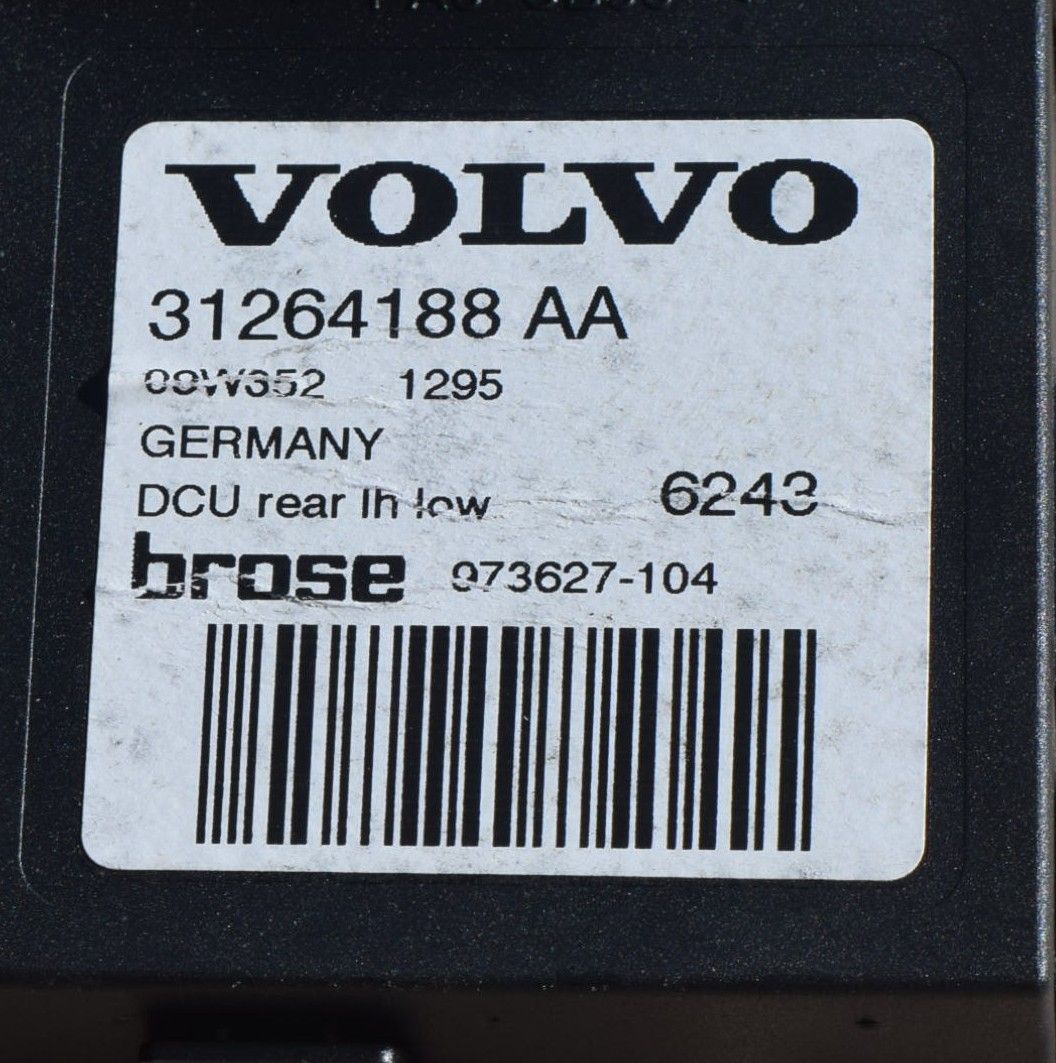 VOLVO
31264188 AA
09W352 1295
GERMANY
DCU rear lh low 6243
brose 973627-104